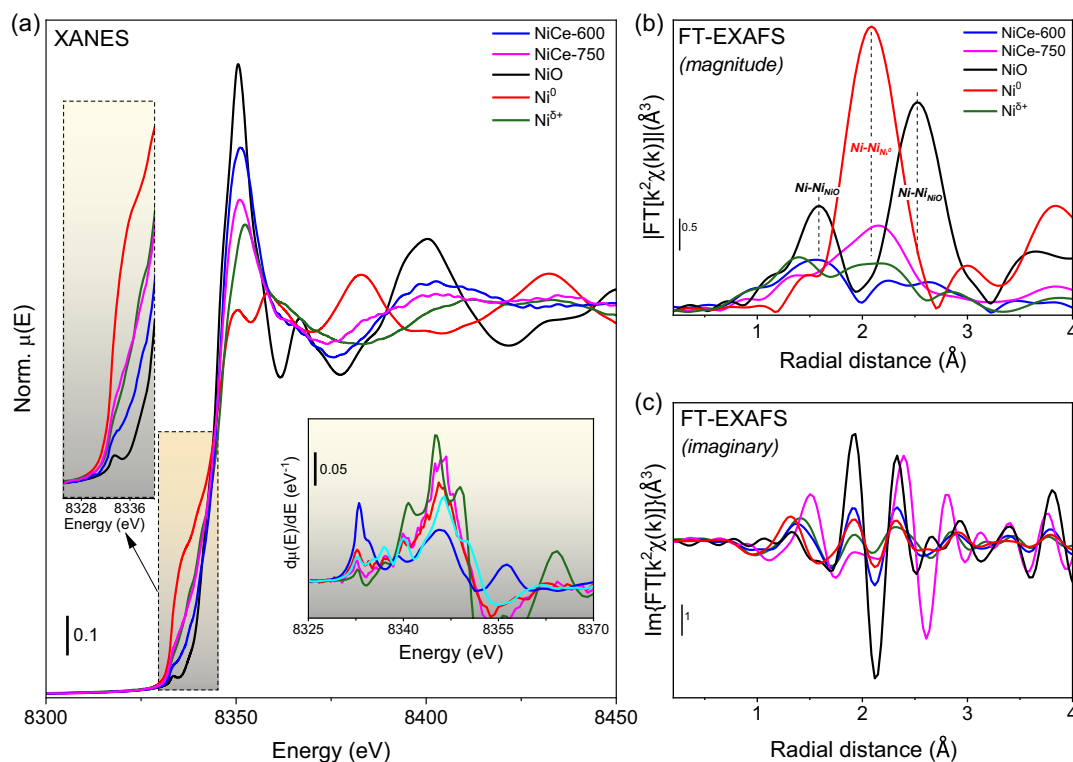 (a)
XANES
NiCe-600
NiCe-750
NiO
Ni⁰
Niᵟ⁺
Norm. μ(E)
8328 8336
Energy (eV)
0.1
0.05
dμ(E)/dE (eV⁻¹)
8325 8340 8355 8370
Energy (eV)
8300 8350 8400 8450
Energy (eV)
(b)
FT-EXAFS
(magnitude)
NiCe-600
NiCe-750
NiO
Ni⁰
Niᵟ⁺
Ni-Ni_Ni⁰
Ni-Ni_NiO
Ni-Ni_NiO
0.5
|FT[k²χ(k)]|(Å³)
1 2 3 4
Radial distance (Å)
(c)
FT-EXAFS
(imaginary)
1
Im{FT[k²χ(k)]}(Å³)
1 2 3 4
Radial distance (Å)